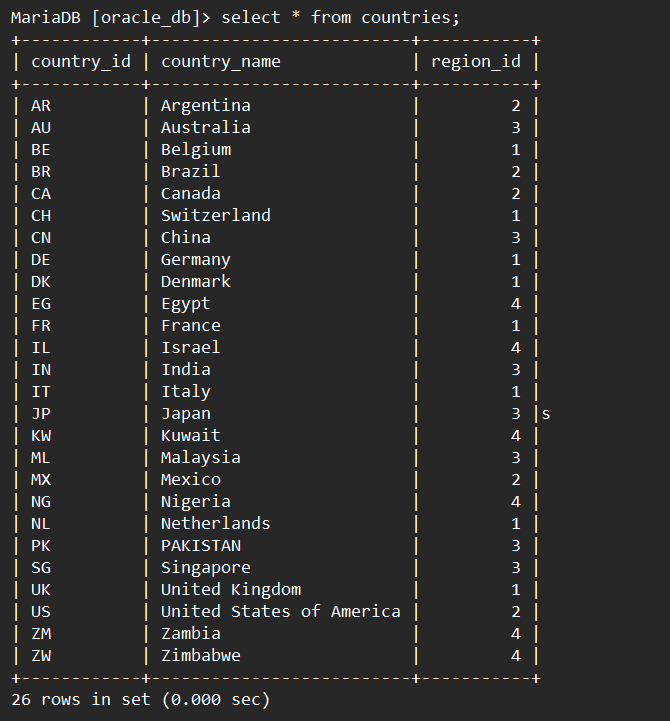 MariaDB [oracle_db]> select * from countries;
+------------+--------------------------+-----------+
| country_id | country_name             | region_id |
+------------+--------------------------+-----------+
| AR         | Argentina                |         2 |
| AU         | Australia                |         3 |
| BE         | Belgium                  |         1 |
| BR         | Brazil                   |         2 |
| CA         | Canada                   |         2 |
| CH         | Switzerland              |         1 |
| CN         | China                    |         3 |
| DE         | Germany                  |         1 |
| DK         | Denmark                  |         1 |
| EG         | Egypt                    |         4 |
| FR         | France                   |         1 |
| IL         | Israel                   |         4 |
| IN         | India                    |         3 |
| IT         | Italy                    |         1 |
| JP         | Japan                    |         3 |s
| KW         | Kuwait                   |         4 |
| ML         | Malaysia                 |         3 |
| MX         | Mexico                   |         2 |
| NG         | Nigeria                  |         4 |
| NL         | Netherlands              |         1 |
| PK         | PAKISTAN                 |         3 |
| SG         | Singapore                |         3 |
| UK         | United Kingdom           |         1 |
| US         | United States of America |         2 |
| ZM         | Zambia                   |         4 |
| ZW         | Zimbabwe                 |         4 |
+------------+--------------------------+-----------+
26 rows in set (0.000 sec)